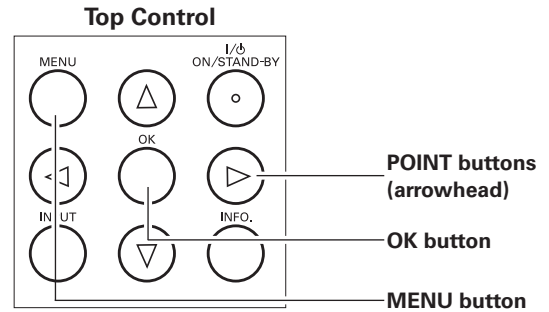 Top Control
MENU
I/⏻
ON/STAND-BY
OK
POINT buttons
(arrowhead)
INPUT
INFO.
OK button
MENU button